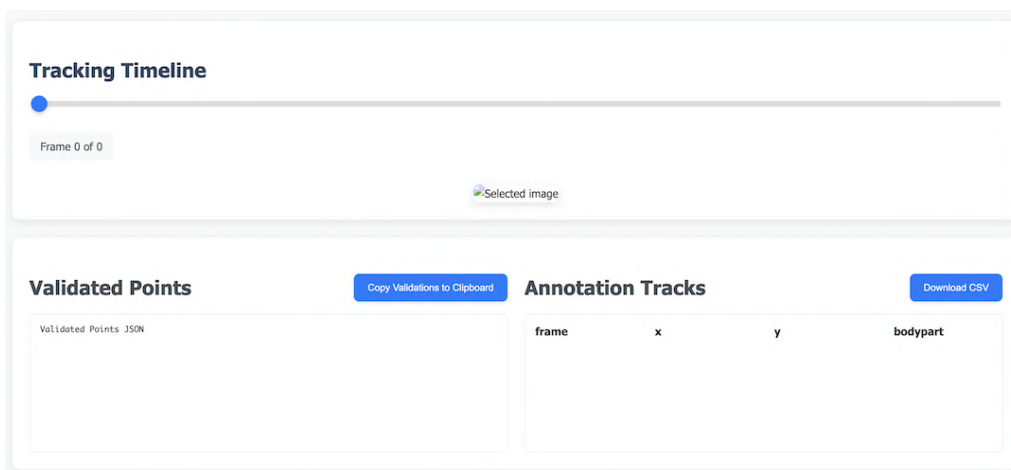 Tracking Timeline
Frame 0 of 0
Selected image
Validated Points
Copy Validations to Clipboard
Validated Points JSON
Annotation Tracks
Download CSV
frame x y bodypart